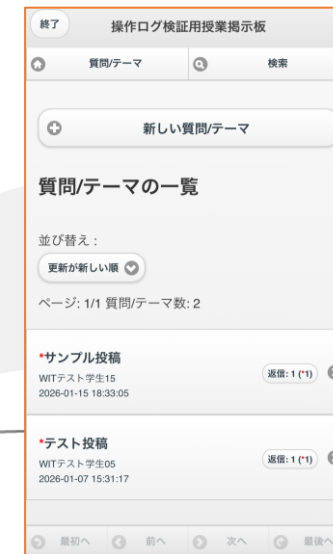 終了 操作ログ検証用授業掲示板
質問/テーマ 検索
新しい質問/テーマ
質問/テーマの一覧
並び替え :
更新が新しい順
ページ: 1/1 質問/テーマ数: 2
*サンプル投稿
WITテスト学生15
2026-01-15 18:33:05
返信: 1 (*1)
*テスト投稿
WITテスト学生05
2026-01-07 15:31:17
返信: 1 (*1)
最初へ 前へ 次へ 最後へ